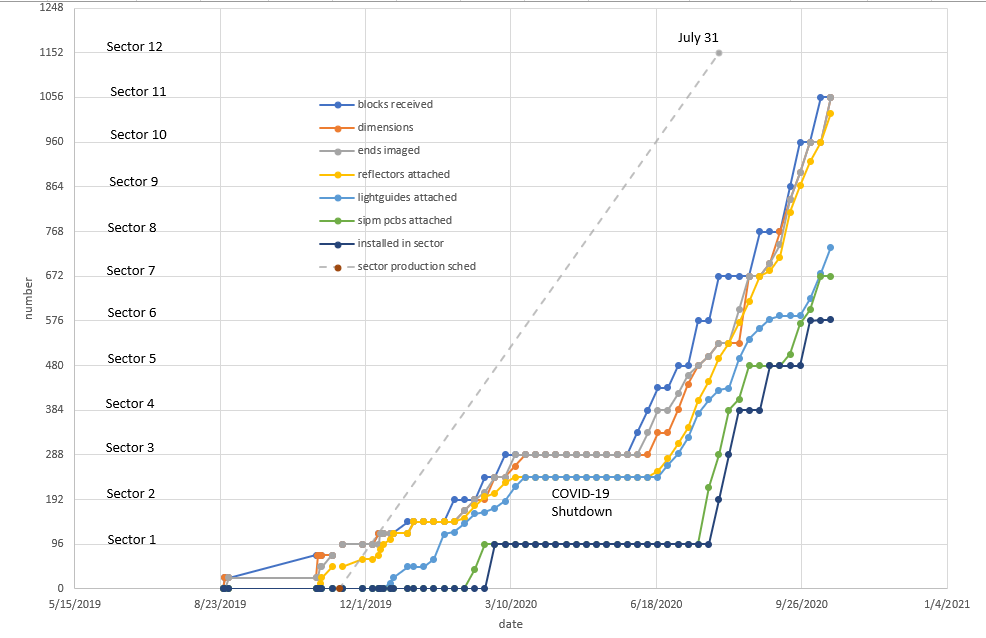 1248
1152
1056
960
864
768
672
576
480
384
288
192
96
0
number
Sector 12
Sector 11
Sector 10
Sector 9
Sector 8
Sector 7
Sector 6
Sector 5
Sector 4
Sector 3
Sector 2
Sector 1
July 31
blocks received
dimensions
ends imaged
reflectors attached
lightguides attached
sipm pcbs attached
installed in sector
sector production sched
COVID-19
Shutdown
5/15/2019 8/23/2019 12/1/2019 3/10/2020 6/18/2020 9/26/2020 1/4/2021
date